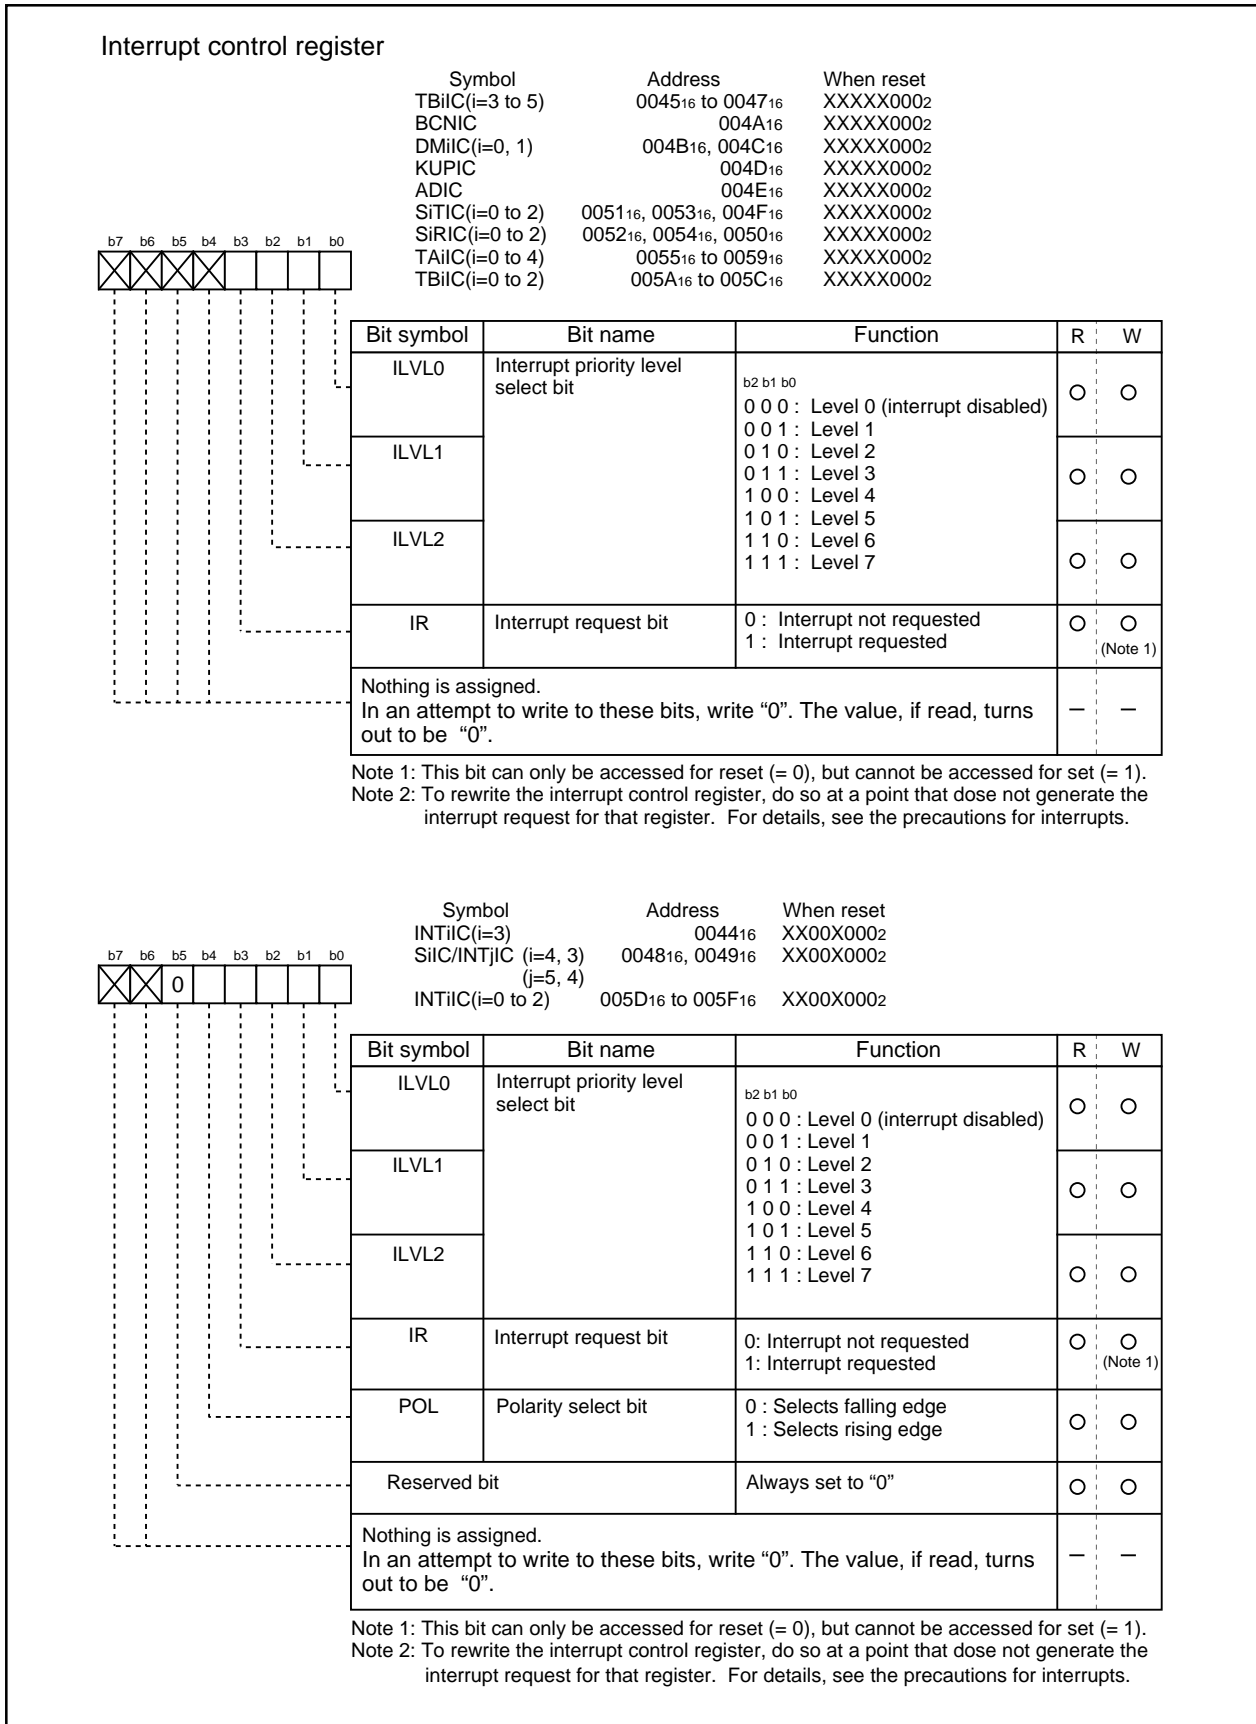 Interrupt control register
Symbol Address When reset
TBiIC(i=3 to 5) 004516 to 004716 XXXXX0002
BCNIC 004A16 XXXXX0002
DMiIC(i=0, 1) 004B16, 004C16 XXXXX0002
KUPIC 004D16 XXXXX0002
ADIC 004E16 XXXXX0002
SiTIC(i=0 to 2) 005116, 005316, 004F16 XXXXX0002
SiRIC(i=0 to 2) 005216, 005416, 005016 XXXXX0002
TAiIC(i=0 to 4) 005516 to 005916 XXXXX0002
TBiIC(i=0 to 2) 005A16 to 005C16 XXXXX0002
b7 b6 b5 b4 b3 b2 b1 b0
Bit symbol Bit name Function R W
ILVL0 Interrupt priority level
select bit
b2 b1 b0
0 0 0 : Level 0 (interrupt disabled)
0 0 1 : Level 1
ILVL1 0 1 0 : Level 2
0 1 1 : Level 3
1 0 0 : Level 4
1 0 1 : Level 5
ILVL2 1 1 0 : Level 6
1 1 1 : Level 7
IR Interrupt request bit 0 : Interrupt not requested
1 : Interrupt requested (Note 1)
Nothing is assigned.
In an attempt to write to these bits, write “0”. The value, if read, turns
out to be “0”.
Note 1: This bit can only be accessed for reset (= 0), but cannot be accessed for set (= 1).
Note 2: To rewrite the interrupt control register, do so at a point that dose not generate the
interrupt request for that register. For details, see the precautions for interrupts.
Symbol Address When reset
INTiIC(i=3) 004416 XX00X0002
SiIC/INTjIC (i=4, 3) 004816, 004916 XX00X0002
(j=5, 4)
INTiIC(i=0 to 2) 005D16 to 005F16 XX00X0002
b7 b6 b5 b4 b3 b2 b1 b0
0
Bit symbol Bit name Function R W
ILVL0 Interrupt priority level
select bit
b2 b1 b0
0 0 0 : Level 0 (interrupt disabled)
0 0 1 : Level 1
ILVL1 0 1 0 : Level 2
0 1 1 : Level 3
1 0 0 : Level 4
1 0 1 : Level 5
ILVL2 1 1 0 : Level 6
1 1 1 : Level 7
IR Interrupt request bit 0: Interrupt not requested
1: Interrupt requested (Note 1)
POL Polarity select bit 0 : Selects falling edge
1 : Selects rising edge
Reserved bit Always set to “0”
Nothing is assigned.
In an attempt to write to these bits, write “0”. The value, if read, turns
out to be “0”.
Note 1: This bit can only be accessed for reset (= 0), but cannot be accessed for set (= 1).
Note 2: To rewrite the interrupt control register, do so at a point that dose not generate the
interrupt request for that register. For details, see the precautions for interrupts.